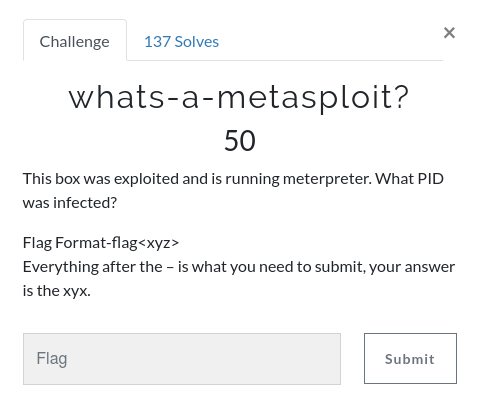 Challenge
137 Solves
×
whats-a-metasploit?
50
This box was exploited and is running meterpreter. What PID
was infected?
Flag Format-flag<xyz>
Everything after the – is what you need to submit, your answer
is the xyx.
Flag
Submit